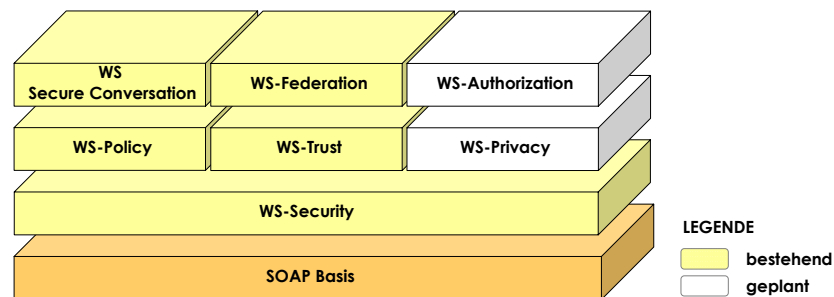 WS
Secure Conversation
WS-Federation
WS-Authorization
WS-Policy
WS-Trust
WS-Privacy
WS-Security
SOAP Basis
LEGENDE
bestehend
geplant